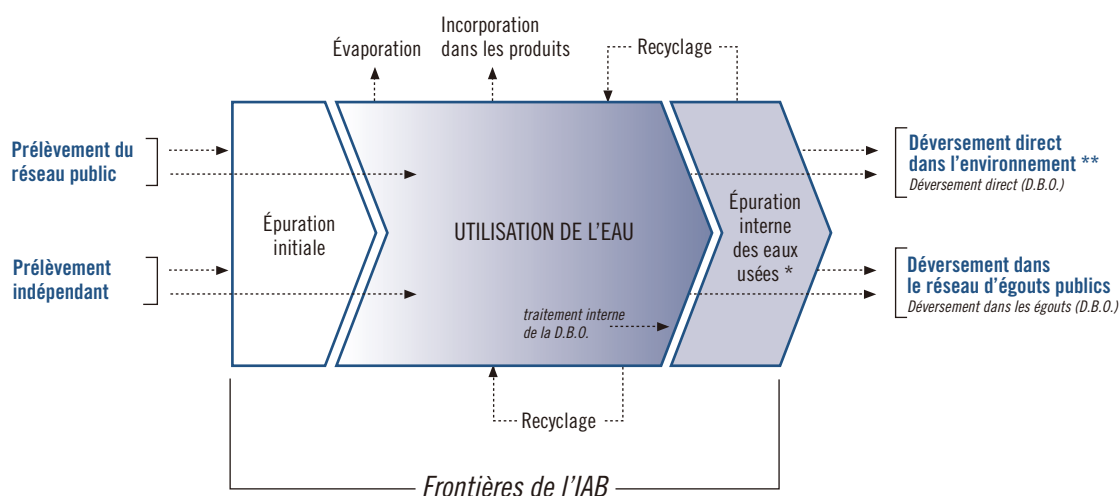 Incorporation
dans les produits
Évaporation
Recyclage
Prélèvement du
réseau public
Déversement direct
dans l’environnement **
Déversement direct (D.B.O.)
Épuration
initiale
UTILISATION DE L’EAU
Épuration
interne
des eaux
usées *
Prélèvement
indépendant
Déversement dans
le réseau d’égouts publics
Déversement dans les égouts (D.B.O.)
traitement interne
de la D.B.O.
Recyclage
Frontières de l’IAB